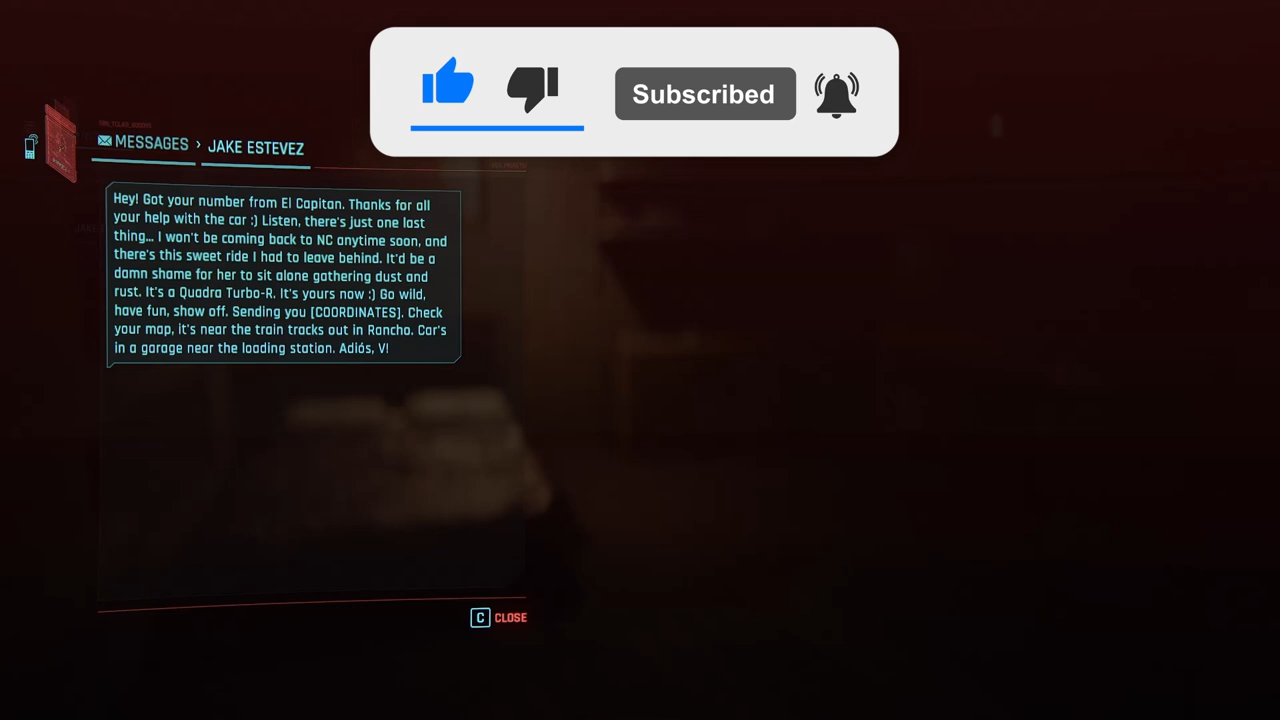 Subscribed
MESSAGES › JAKE ESTEVEZ
Hey! Got your number from El Capitan. Thanks for all
your help with the car :) Listen, there's just one last
thing... I won't be coming back to NC anytime soon, and
there's this sweet ride I had to leave behind. It'd be a
damn shame for her to sit alone gathering dust and
rust. It's a Quadra Turbo-R. It's yours now :) Go wild,
have fun, show off. Sending you [COORDINATES]. Check
your map, it's near the train tracks out in Rancho. Car's
in a garage near the loading station. Adiós, V!
C CLOSE